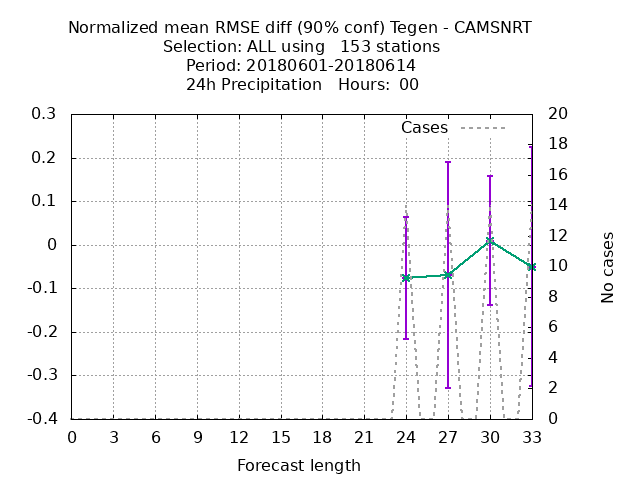 Normalized mean RMSE diff (90% conf) Tegen - CAMSNRT
Selection: ALL using   153 stations
Period: 20180601-20180614
24h Precipitation   Hours:  00
Cases
0.3
0.2
0.1
0
-0.1
-0.2
-0.3
-0.4
20
18
16
14
12
10
8
6
4
2
0
No cases
0 3 6 9 12 15 18 21 24 27 30 33
Forecast length